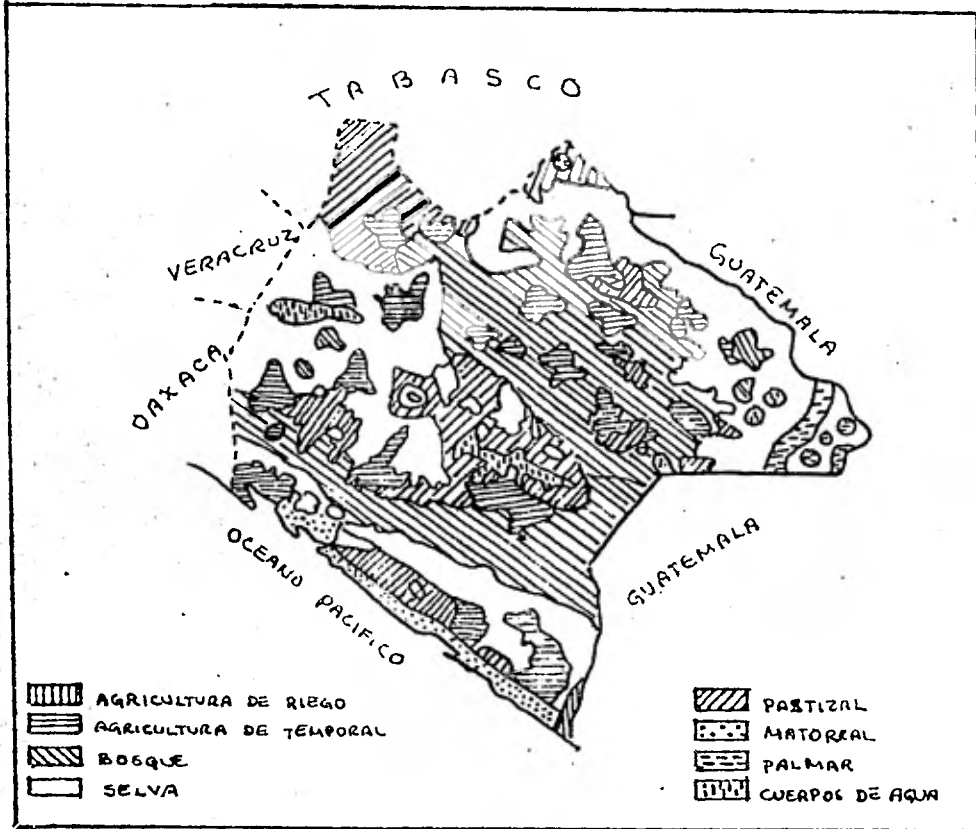 TABASCO
VERACRUZ
GUATEMALA
OAXACA
OCEANO PACIFICO
GUATEMALA
AGRICULTURA DE RIEGO
AGRICULTURA DE TEMPORAL
BOSQUE
SELVA
PASTIZAL
MATORRAL
PALMAR
CUERPOS DE AGUA